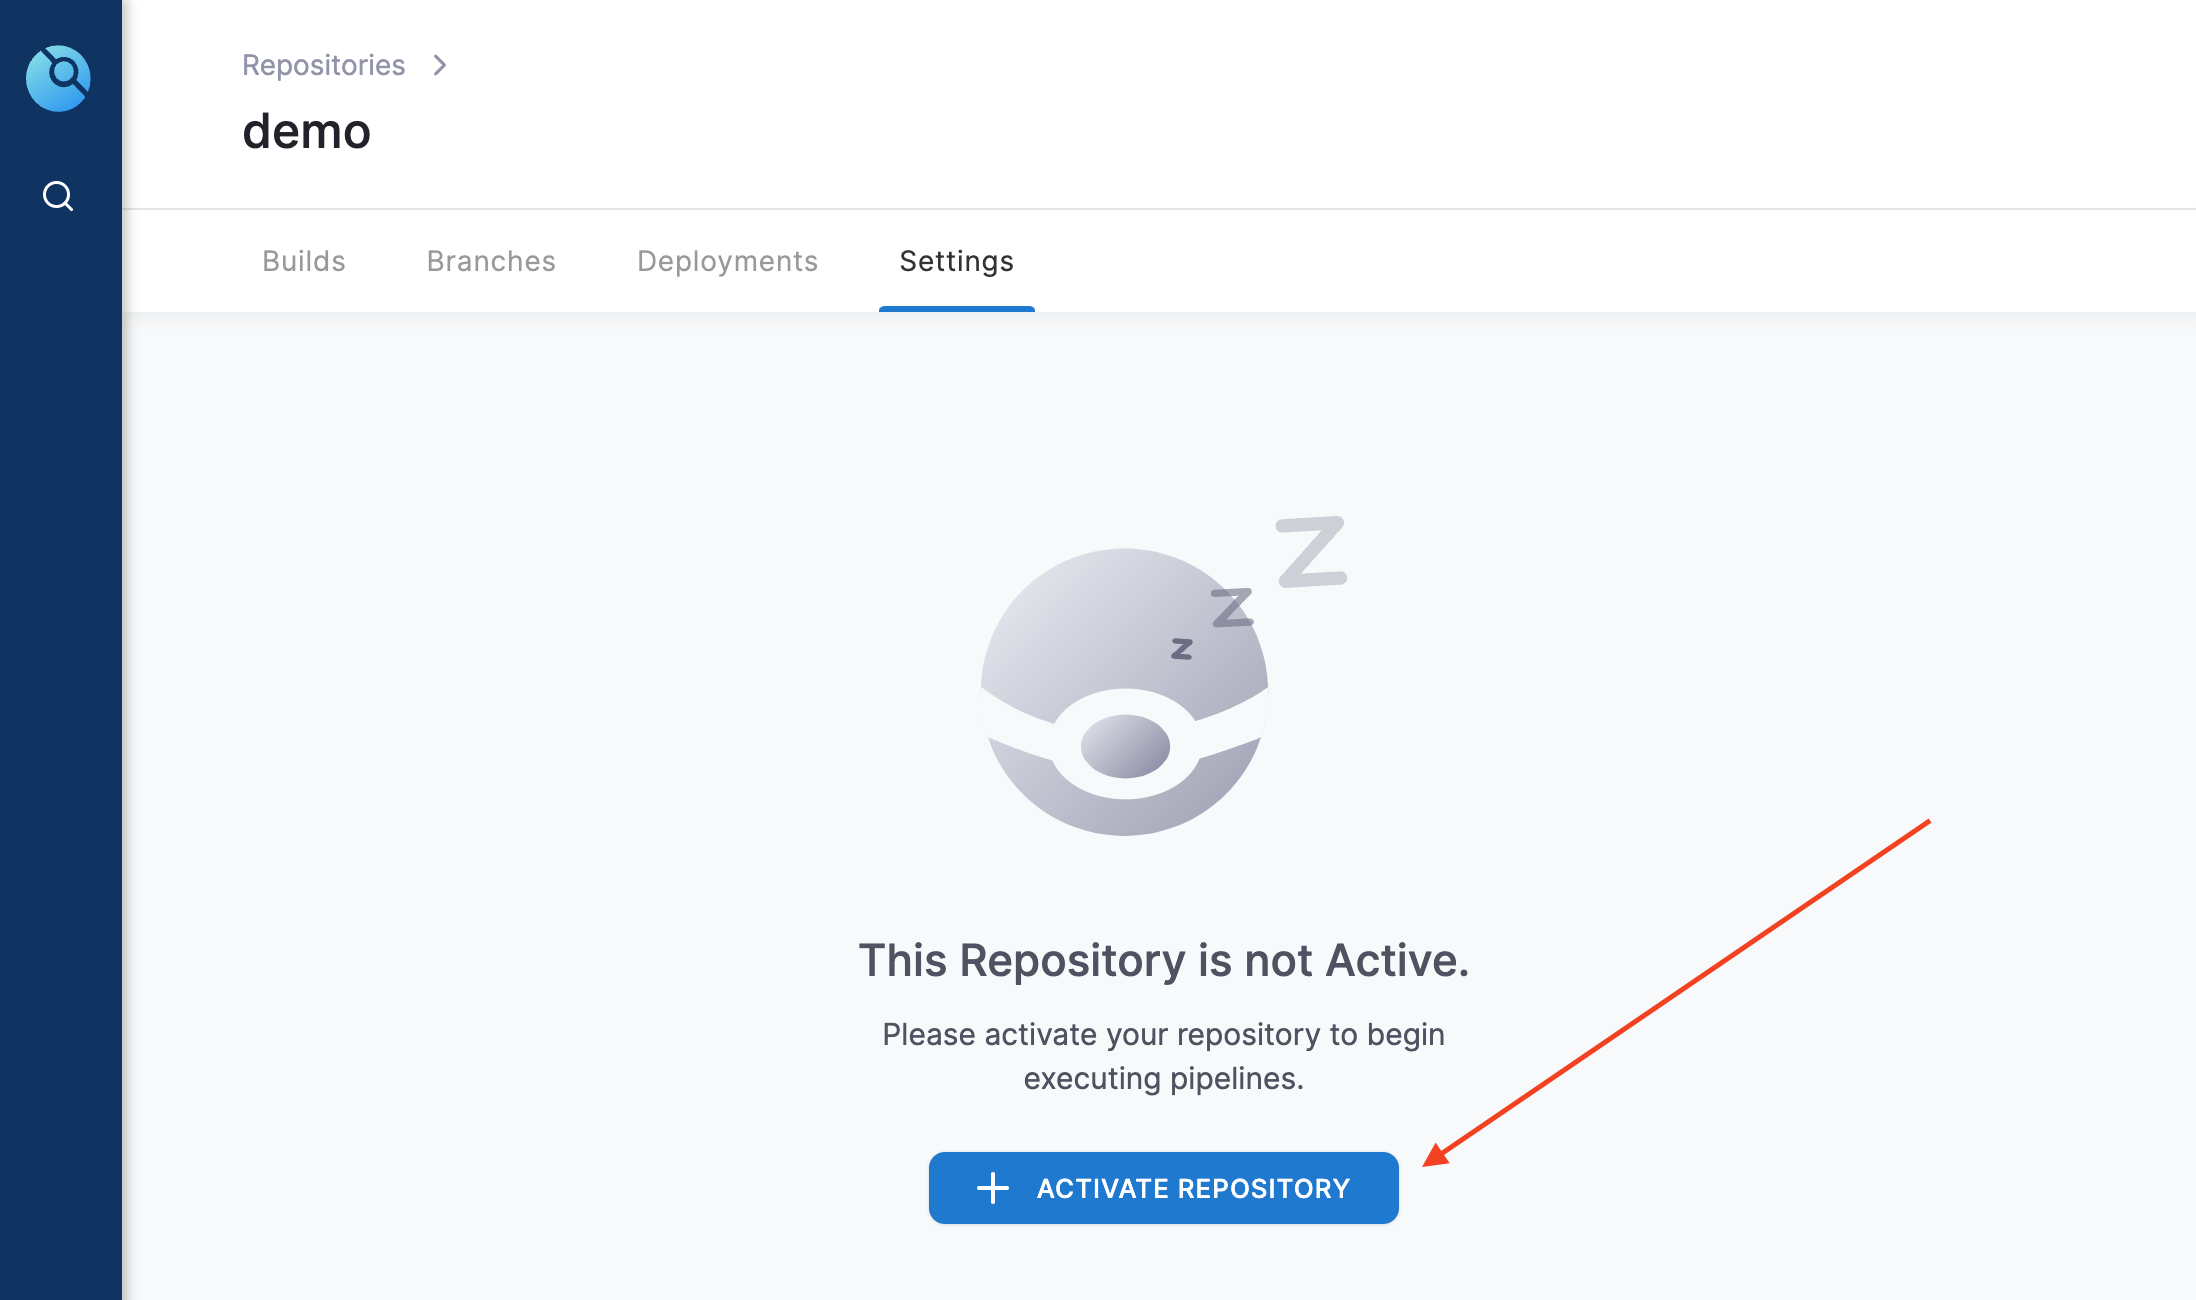 Repositories
demo
Builds
Branches
Deployments
Settings
z
z
z
This Repository is not Active.
Please activate your repository to begin
executing pipelines.
ACTIVATE REPOSITORY